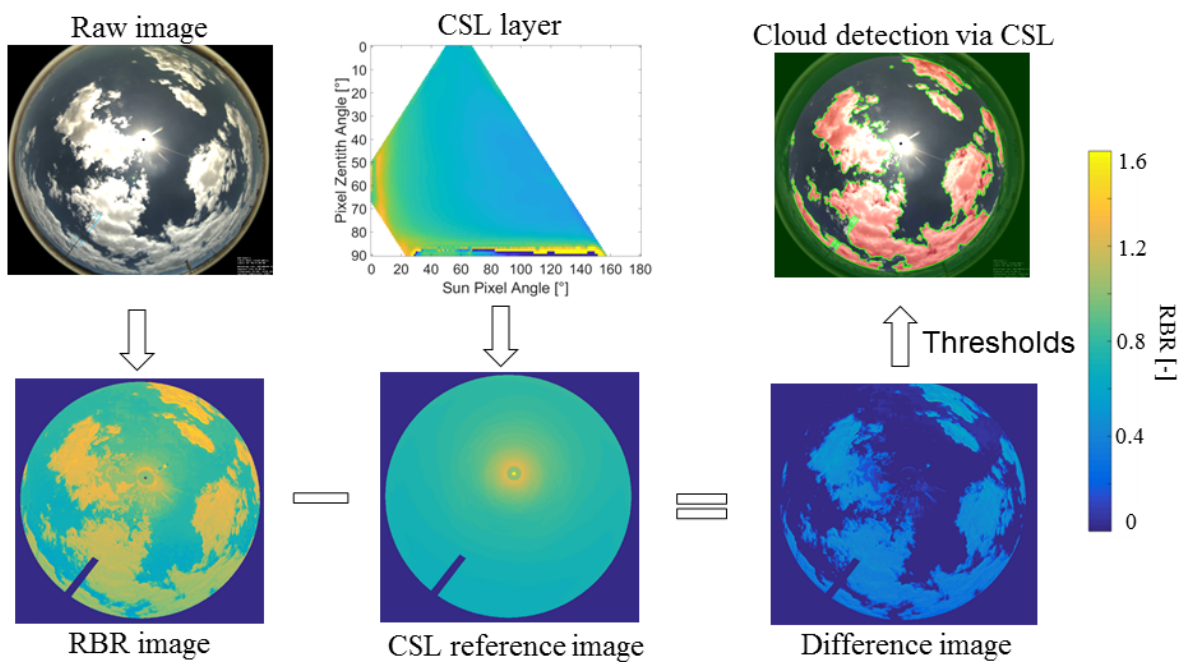 Raw image
CSL layer
Cloud detection via CSL
0
10
20
30
40
50
60
70
80
90
Pixel Zentith Angle [°]
0 20 40 60 80 100 120 140 160 180
Sun Pixel Angle [°]
1.6
1.2
0.8
0.4
0
RBR [-]
Thresholds
RBR image
CSL reference image
Difference image